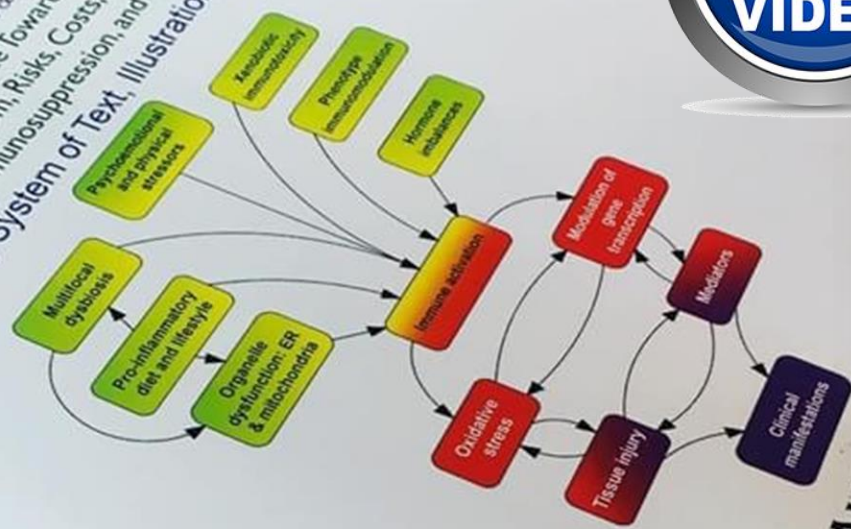 Toward
, Risks, Costs,
munosuppression, and
System of Text, Illustratio
VIDE
Xenobiotic
immunotoxicity
Phenotype
immunomodulation
Hormone
imbalances
Psychoemotional
and physical
stressors
Multifocal
dysbiosis
Pro-inflammatory
diet and lifestyle
Organelle
dysfunction: ER
& mitochondria
Immune activation
Modulation of
gene
transcription
Mediators
Oxidative
stress
Tissue injury
Clinical
manifestations